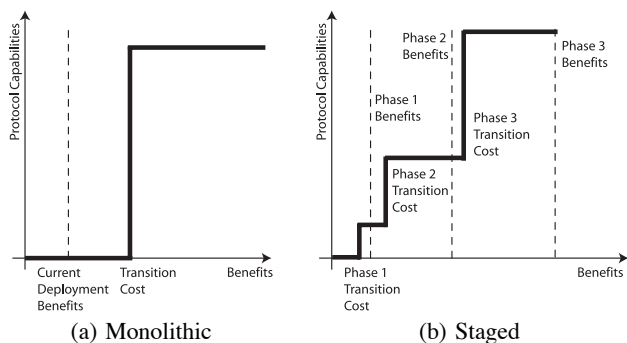 Protocol Capabilities
Current
Deployment
Benefits
Transition
Cost
Benefits
(a) Monolithic
Protocol Capabilities
Phase 2
Benefits
Phase 3
Benefits
Phase 1
Benefits
Phase 3
Transition
Cost
Phase 2
Transition
Cost
Phase 1
Transition
Cost
Benefits
(b) Staged